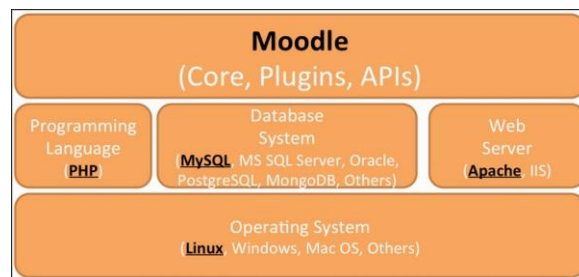 Moodle
(Core, Plugins, APIs)
Programming
Language
(PHP)
Database
System
(MySQL, MS SQL Server, Oracle,
PostgreSQL, MongoDB, Others)
Web
Server
(Apache, IIS)
Operating System
(Linux, Windows, Mac OS, Others)